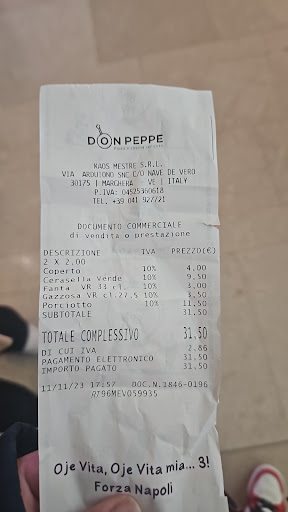 DON PEPPE
KAOS MESTRE S.R.L.
VIA ARDUTONO SNC C/O NAVE DE VERO
30175 | MARGHERA - VE | ITALY
P.IVA: 04525360618
TEL. +39 041 927721
DOCUMENTO COMMERCIALE
di vendita o prestazione
DESCRIZIONE IVA PREZZO(€)
2 X 2.00
Coperto 10% 4.00
Cerasella Verde 10% 9.50
Fanta VR 33 cl. 10% 3.00
Gazzosa VR cl.27.5 10% 3.50
Porciotto 10% 11.50
SUBTOTALE 31.50
TOTALE COMPLESSIVO 31.50
DI CUI IVA 2.86
PAGAMENTO ELETTRONICO 31.50
IMPORTO PAGATO 31.50
11/11/23 17:57 DOC.N.1846-0196
RT96MEV059935
Oje Vita, Oje Vita mia... 3!
Forza Napoli